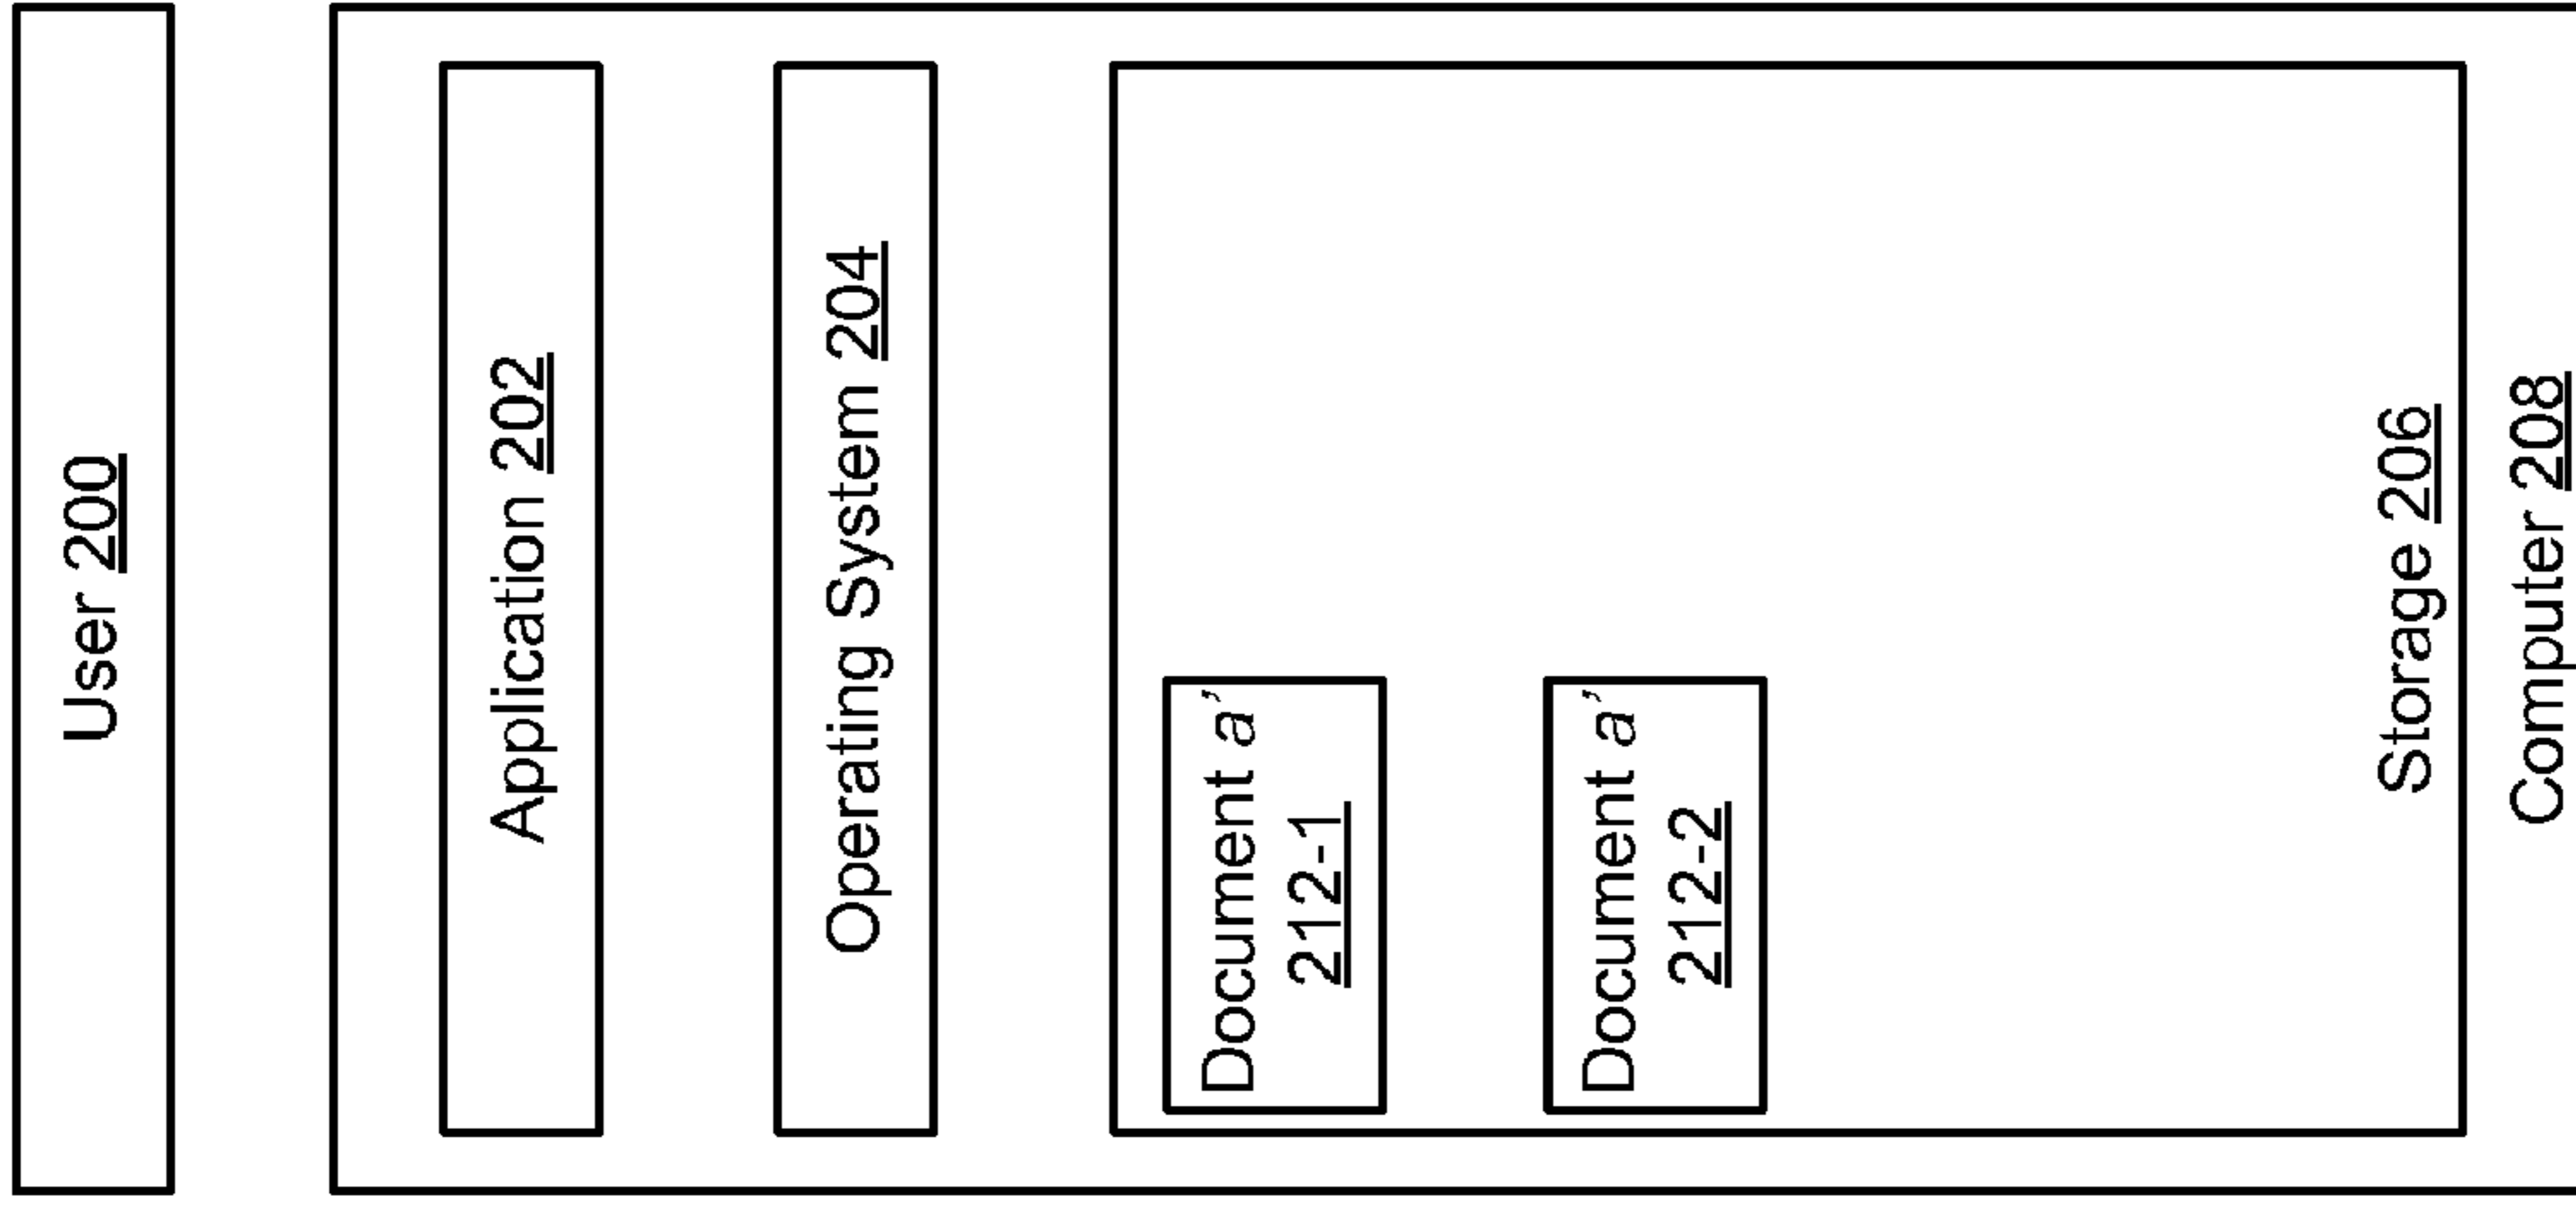 User 200
Application 202
Operating System 204
Document a'
212-1
Document a'
212-2
Storage 206
Computer 208